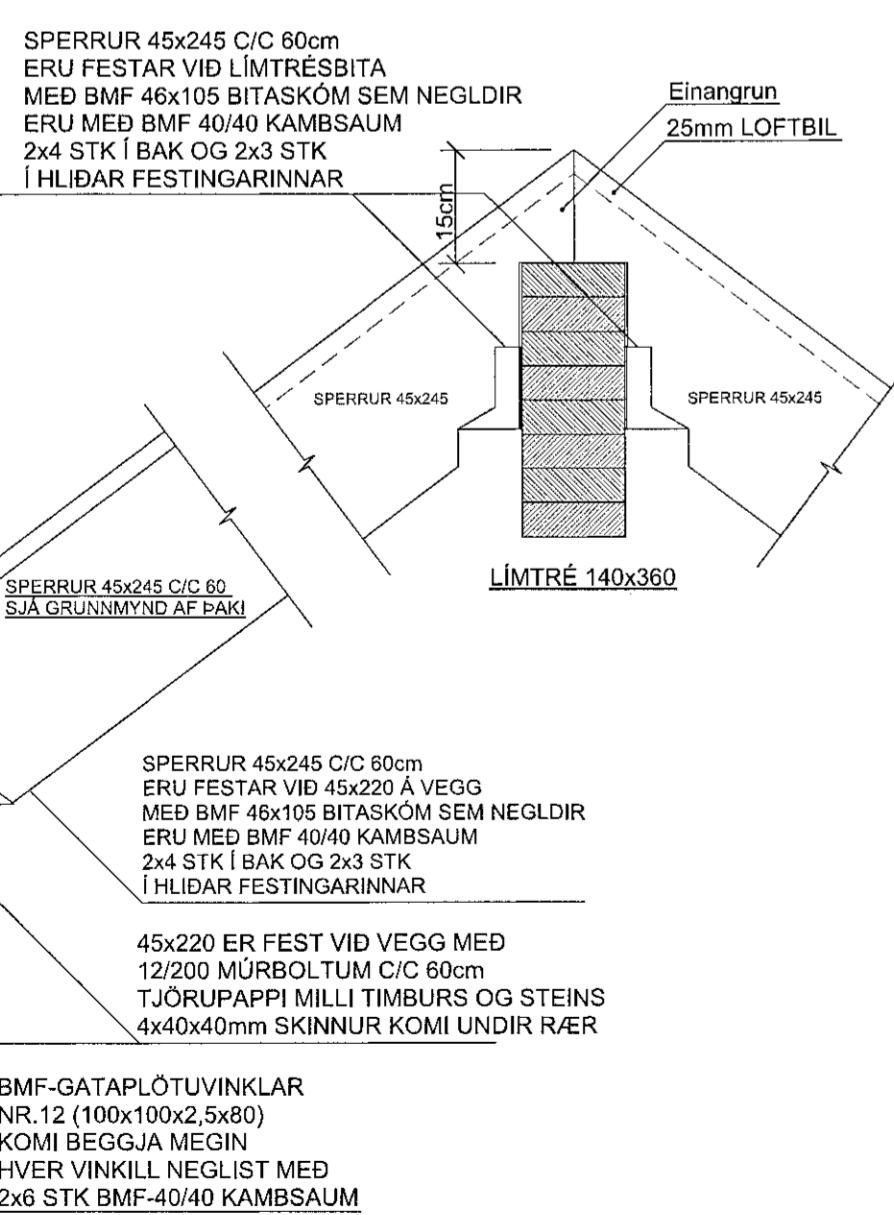 SPERRUR 45x245 C/C 60cm
ERU FESTAR VIÐ LÍMTRÉSBITA
MEÐ BMF 46x105 BITASKÓM SEM NEGLDIR
ERU MEÐ BMF 40/40 KAMBSAUM
2x4 STK Í BAK OG 2x3 STK
Í HLIÐAR FESTINGARINNAR
Einangrun
25mm LOFTBIL
15cm
SPERRUR 45x245
SPERRUR 45x245
LÍMTRÉ 140x360
SPERRUR 45x245 C/C 60
SJÁ GRUNNMYND AF ÞAKI
SPERRUR 45x245 C/C 60cm
ERU FESTAR VIÐ 45x220 Á VEGG
MEÐ BMF 46x105 BITASKÓM SEM NEGLDIR
ERU MEÐ BMF 40/40 KAMBSAUM
2x4 STK Í BAK OG 2x3 STK
Í HLIÐAR FESTINGARINNAR
45x220 ER FEST VIÐ VEGG MEÐ
12/200 MÚRBOLTUM C/C 60cm
TJÖRUPAPPI MILLI TIMBURS OG STEINS
4x40x40mm SKINNUR KOMI UNDIR RÆR
BMF-GATAPLÖTUVINKLAR
NR.12 (100x100x2,5x80)
KOMI BEGGJA MEGIN
HVER VINKILL NEGLIST MEÐ
2x6 STK BMF-40/40 KAMBSAUM